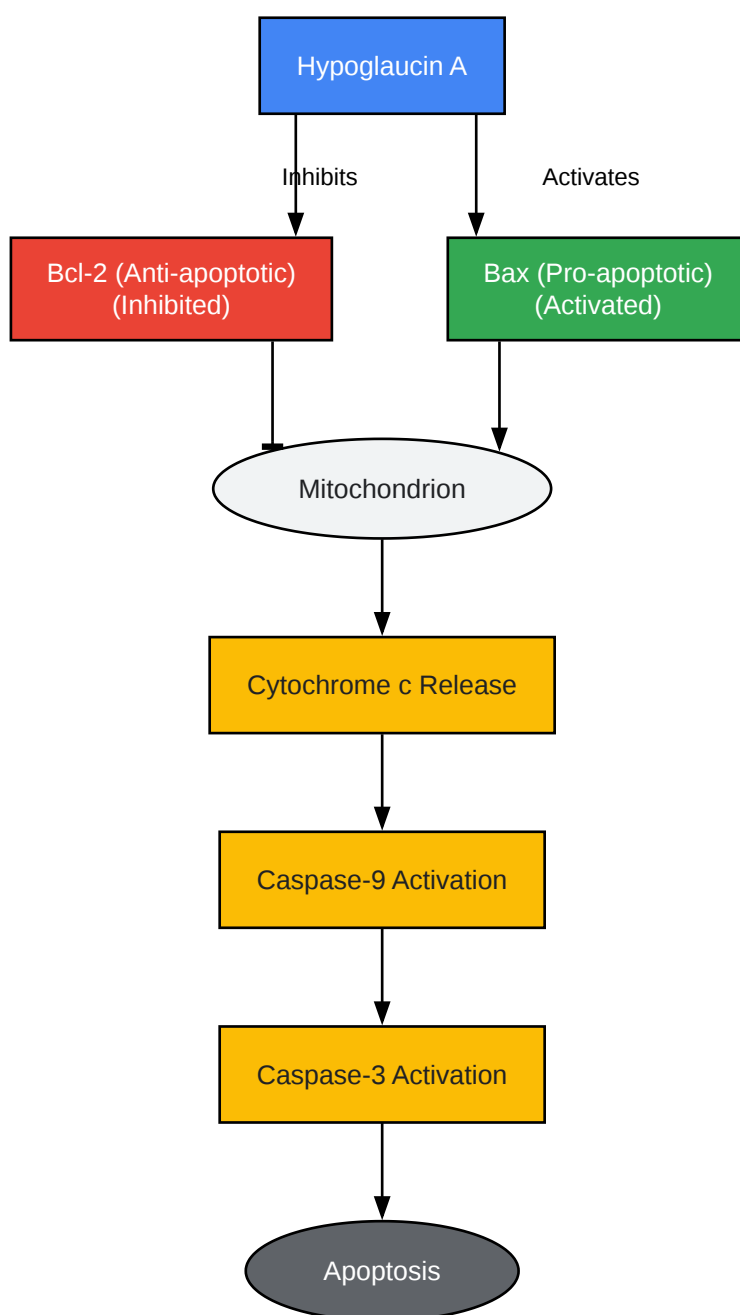 Hypoglaucin A
Inhibits
Activates
Bcl-2 (Anti-apoptotic)
(Inhibited)
Bax (Pro-apoptotic)
(Activated)
Mitochondrion
Cytochrome c Release
Caspase-9 Activation
Caspase-3 Activation
Apoptosis